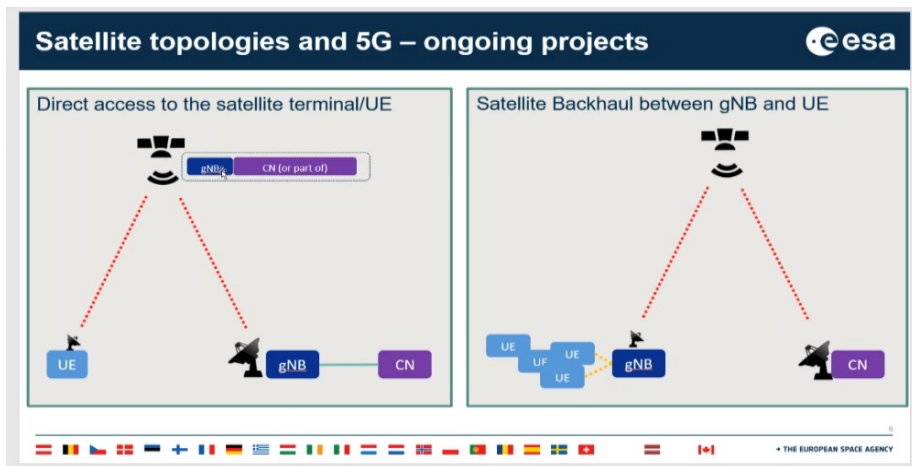 Satellite topologies and 5G – ongoing projects
esa
Direct access to the satellite terminal/UE
gNB
CN (or part of)
UE
gNB
CN
Satellite Backhaul between gNB and UE
UE
UE
UE
UE
gNB
CN
6
→ THE EUROPEAN SPACE AGENCY